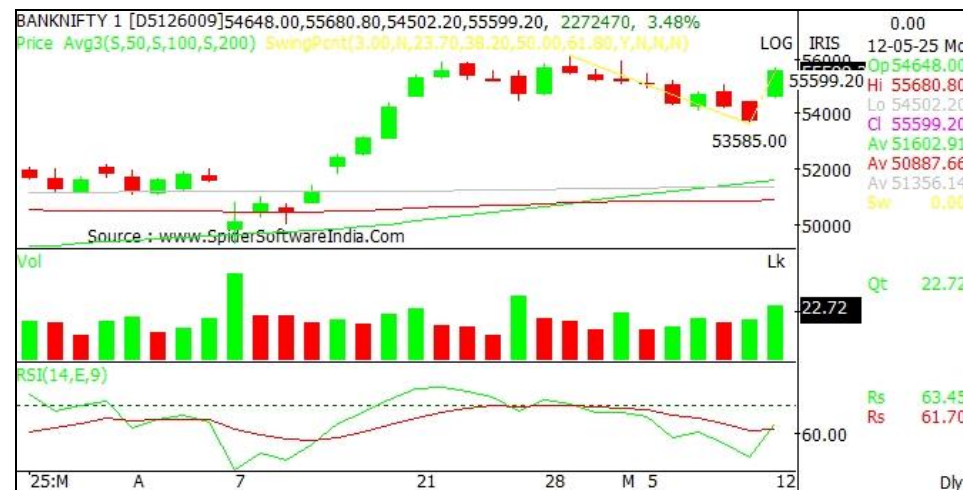 BANKNIFTY 1 [D5126009]54648.00,55680.80,54502.20,55599.20, 2272470, 3.48%
Price Avg3(S,50,S,100,S,200) SwingPcnt(3.00,N,23.70,38.20,50.00,61.80,Y,N,N,N)
LOG
IRIS
0.00
12-05-25 Mo
Op 54648.00
Hi 55680.80
Lo 54502.20
Cl 55599.20
Av 51602.91
Av 50887.66
Av 51356.14
Sw 0.00
56000
55599.20
54000
53585.00
52000
50000
Source : www.SpiderSoftwareIndia.Com
Vol
Lk
22.72
Qt 22.72
RSI(14,E,9)
60.00
Rs 63.45
Rs 61.70
25:M A 7 21 28 M 5 12
Dly